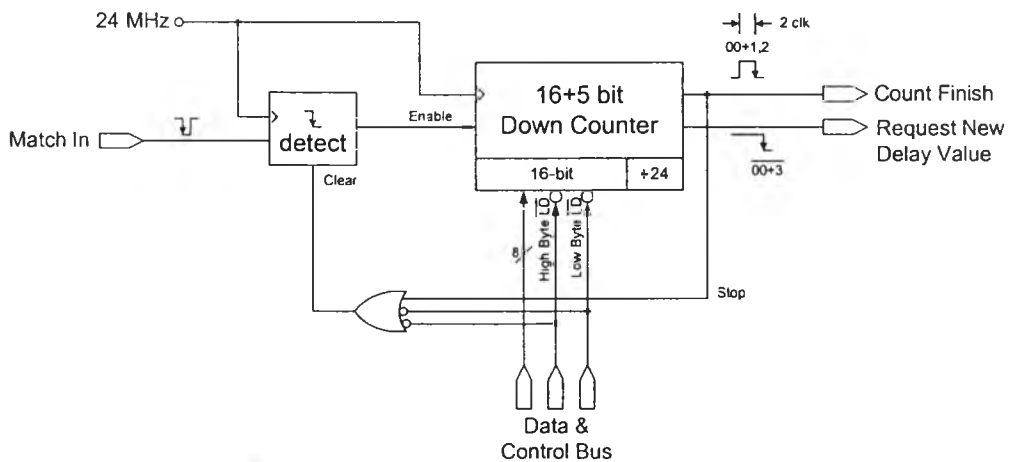 24 MHz
2 clk
00+1,2
16+5 bit
Down Counter
Count Finish
Enable
detect
Match In
Request New
Delay Value
00+3
Clear
16-bit
+24
8
High Byte LD
Low Byte LD
Stop
Data &
Control Bus